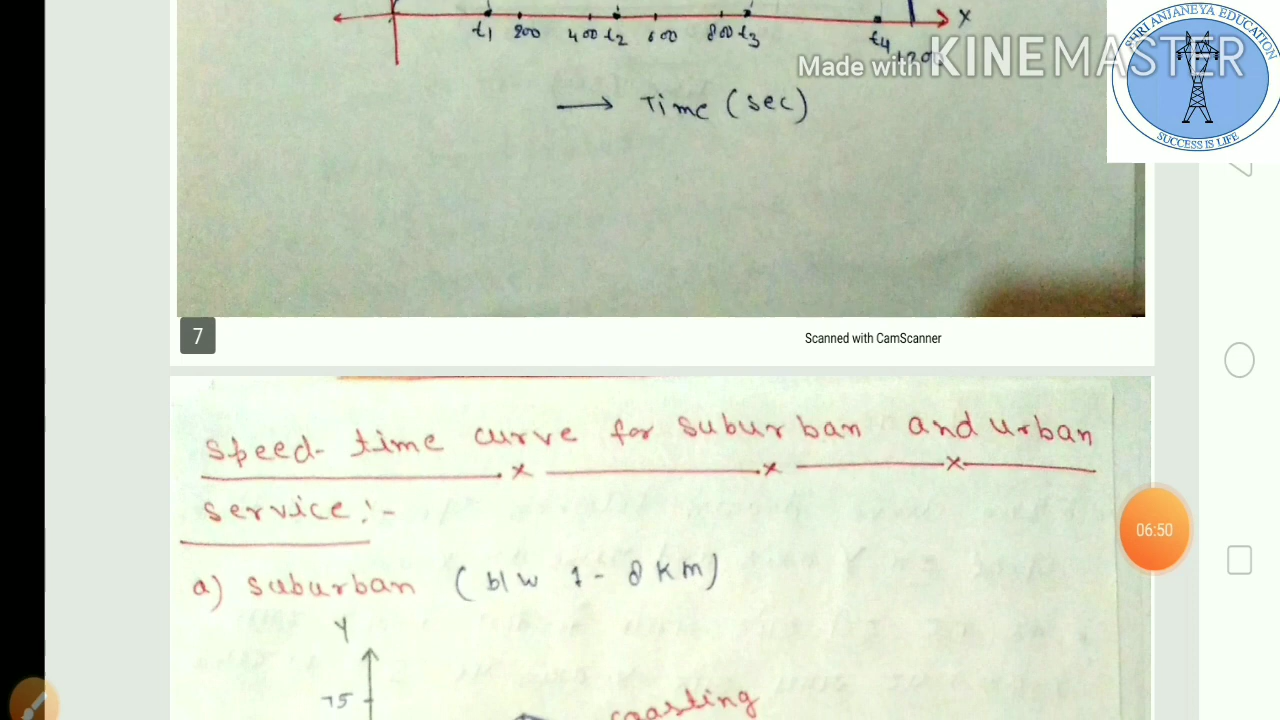 X
t1 200 400 t2 600 800 t3 t4
1200
Made with KINEMASTER
SHRI ANJANEYA EDUCATION
SUCCESS IS LIFE
→ Time (sec)
7
Scanned with CamScanner
Speed-time curve for suburban and urban
service:-
06:50
a) suburban (b/w 1-8 KM)
Y
75
coasting